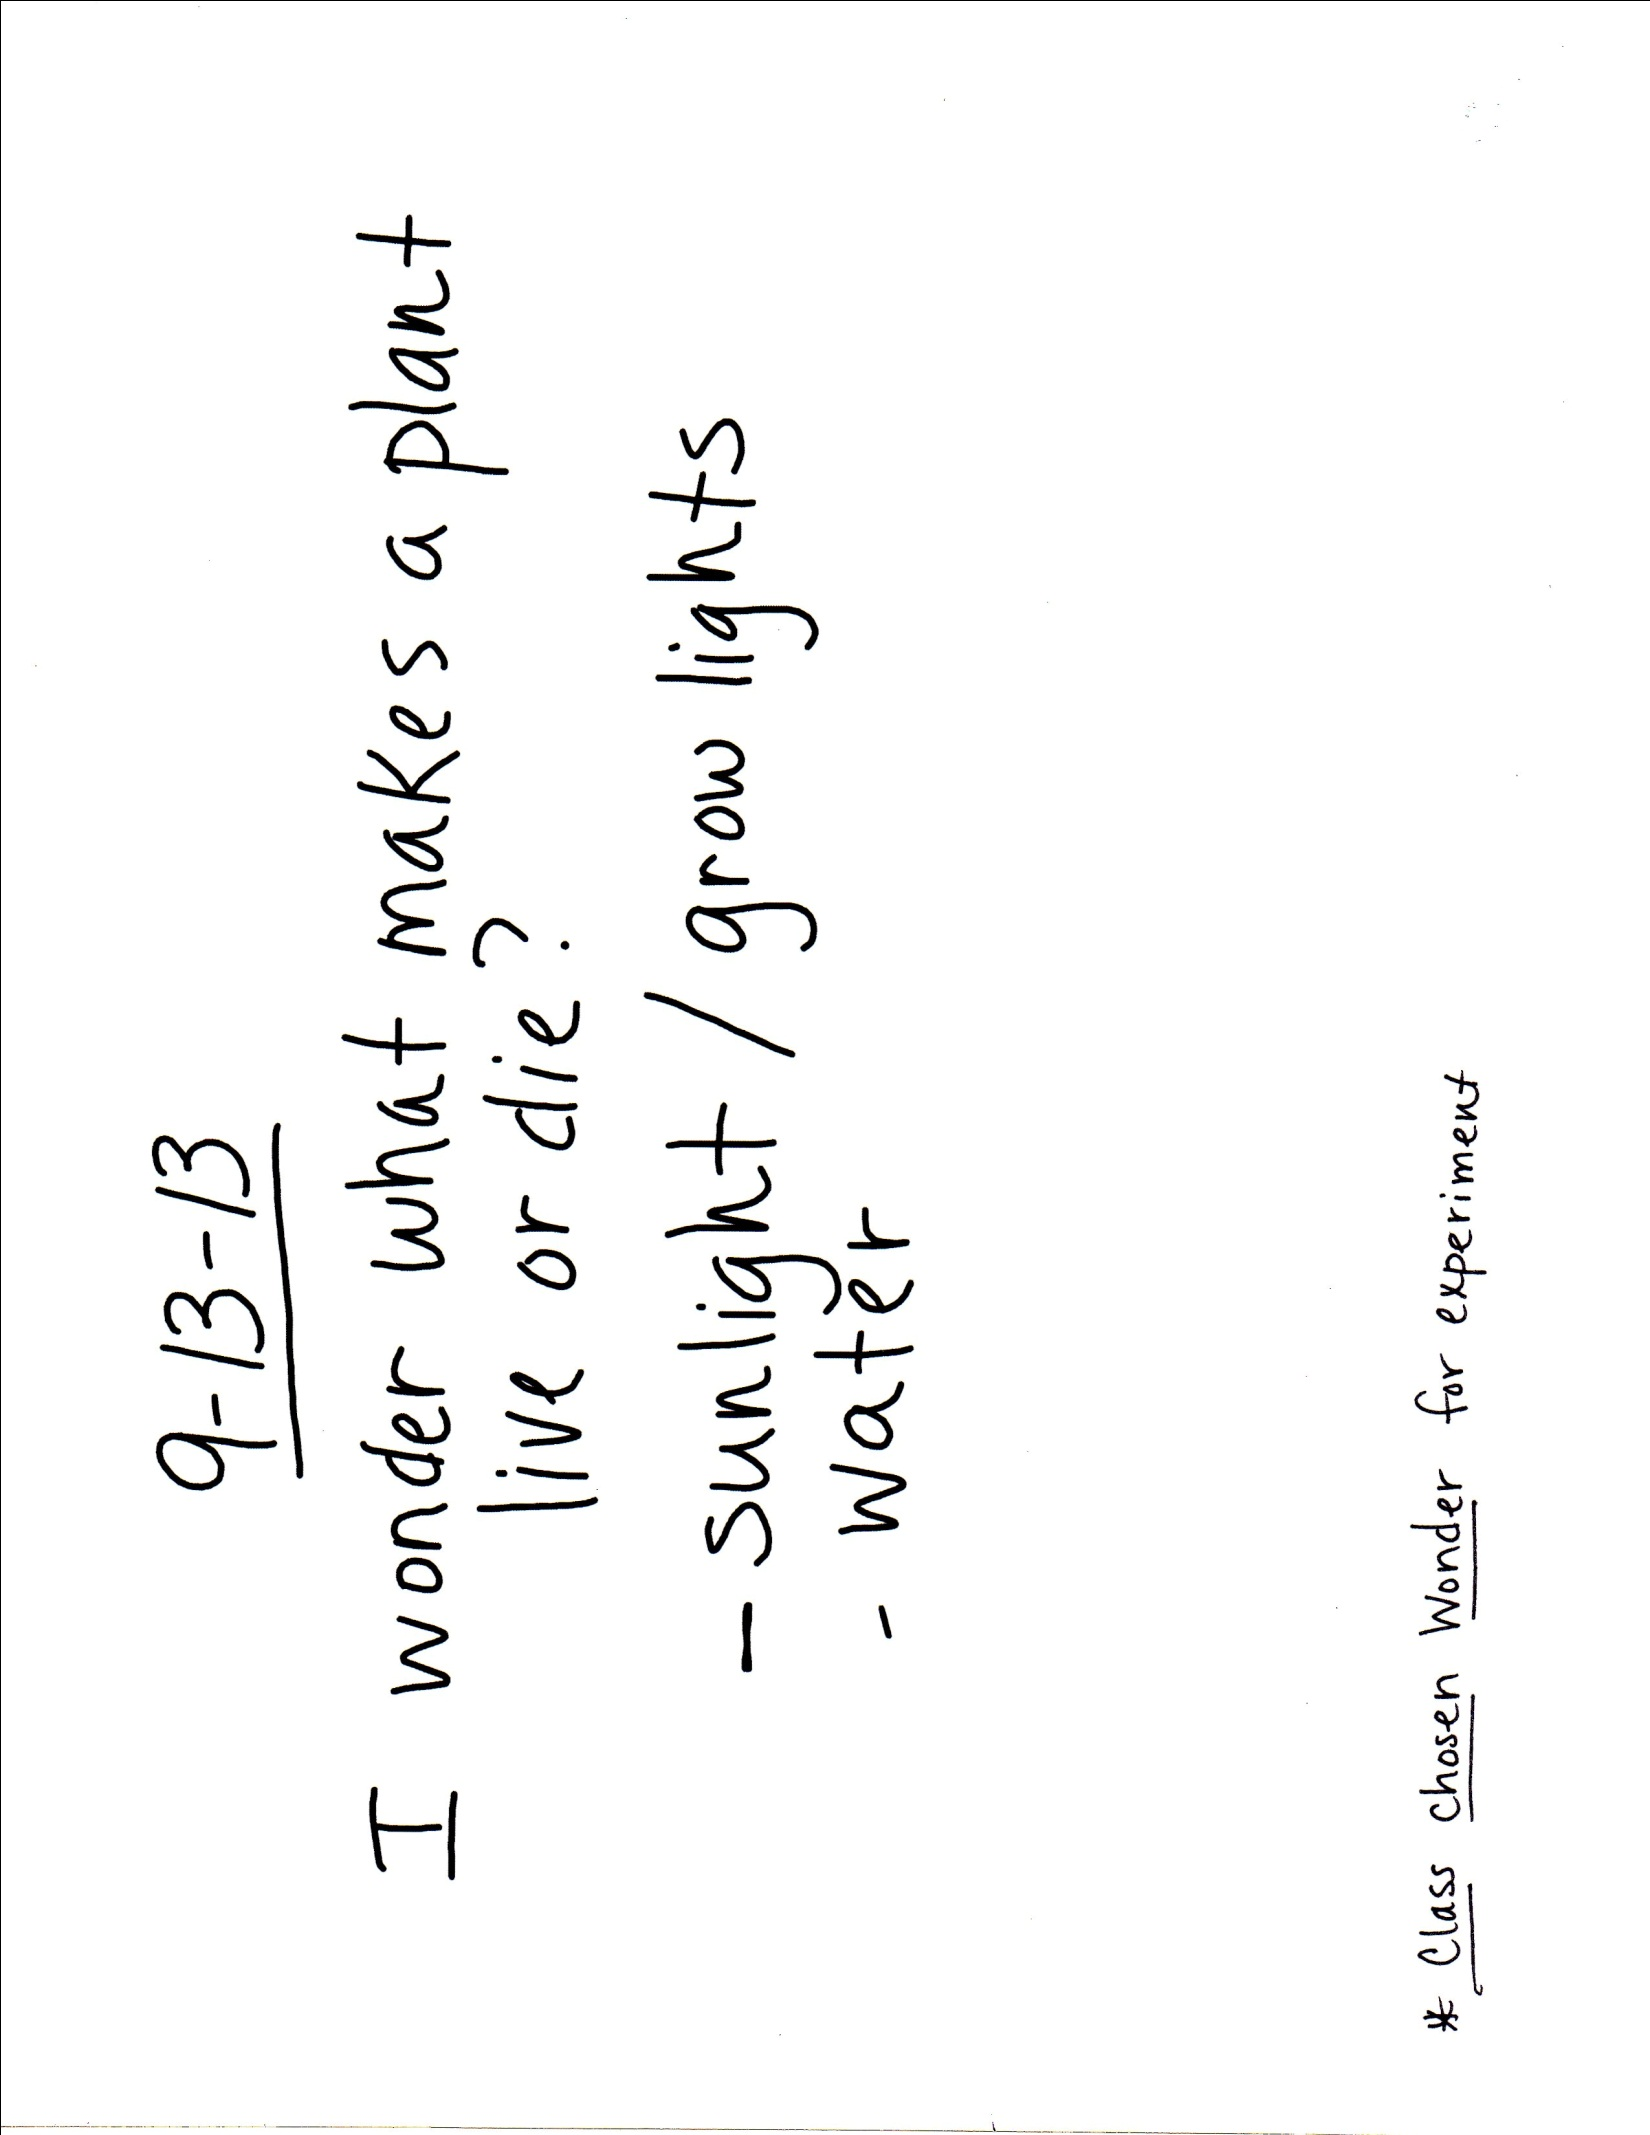 9-13-13
I wonder what makes a plant
live or die?
- sunlight / grow lights
- water
* Class chosen Wonder for experiment